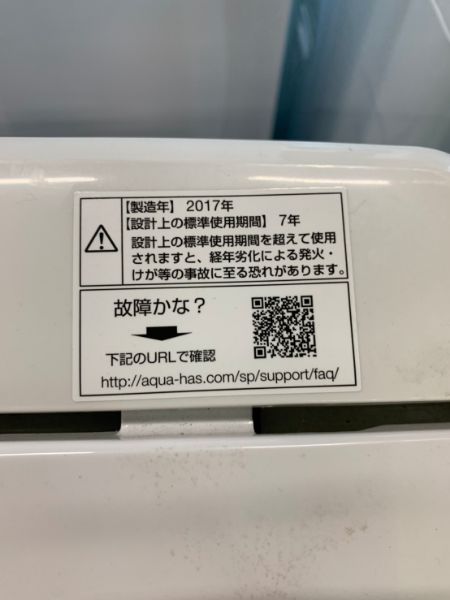 【製造年】 2017年
【設計上の標準使用期間】 7年
設計上の標準使用期間を超えて使用
されますと、経年劣化による発火・
けが等の事故に至る恐れがあります。
故障かな？
下記のURLで確認
http://aqua-has.com/sp/support/faq/